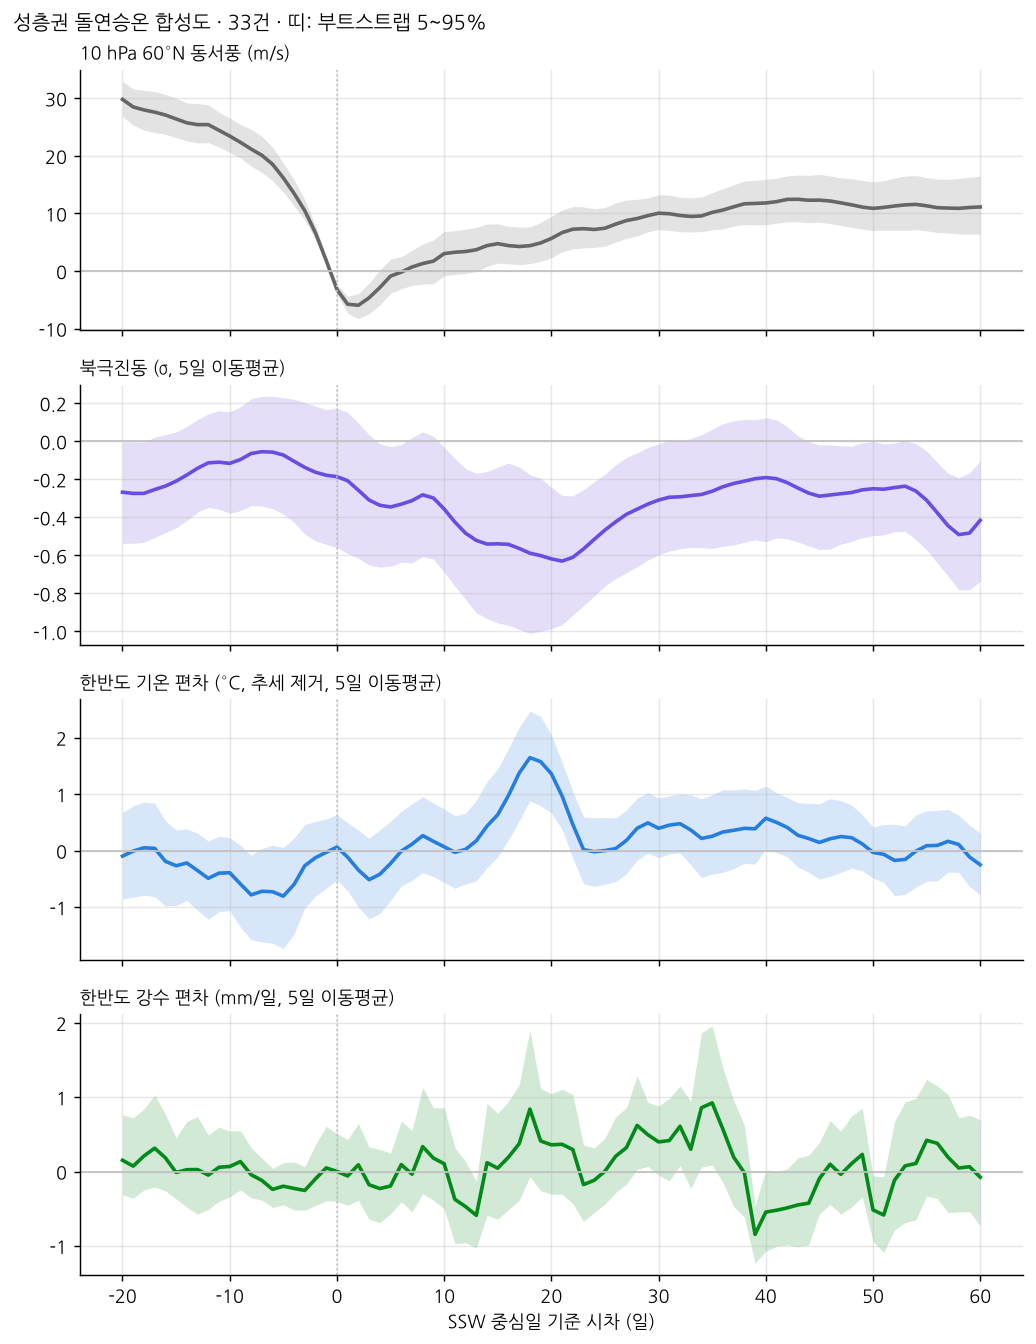 성층권 돌연승온 합성도 · 33건 · 띠: 부트스트랩 5~95%
10 hPa 60°N 동서풍 (m/s)
30
20
10
0
-10
북극진동 (σ, 5일 이동평균)
0.2
0.0
-0.2
-0.4
-0.6
-0.8
-1.0
한반도 기온 편차 (°C, 추세 제거, 5일 이동평균)
2
1
0
-1
한반도 강수 편차 (mm/일, 5일 이동평균)
2
1
0
-1
-20 -10 0 10 20 30 40 50 60
SSW 중심일 기준 시차 (일)